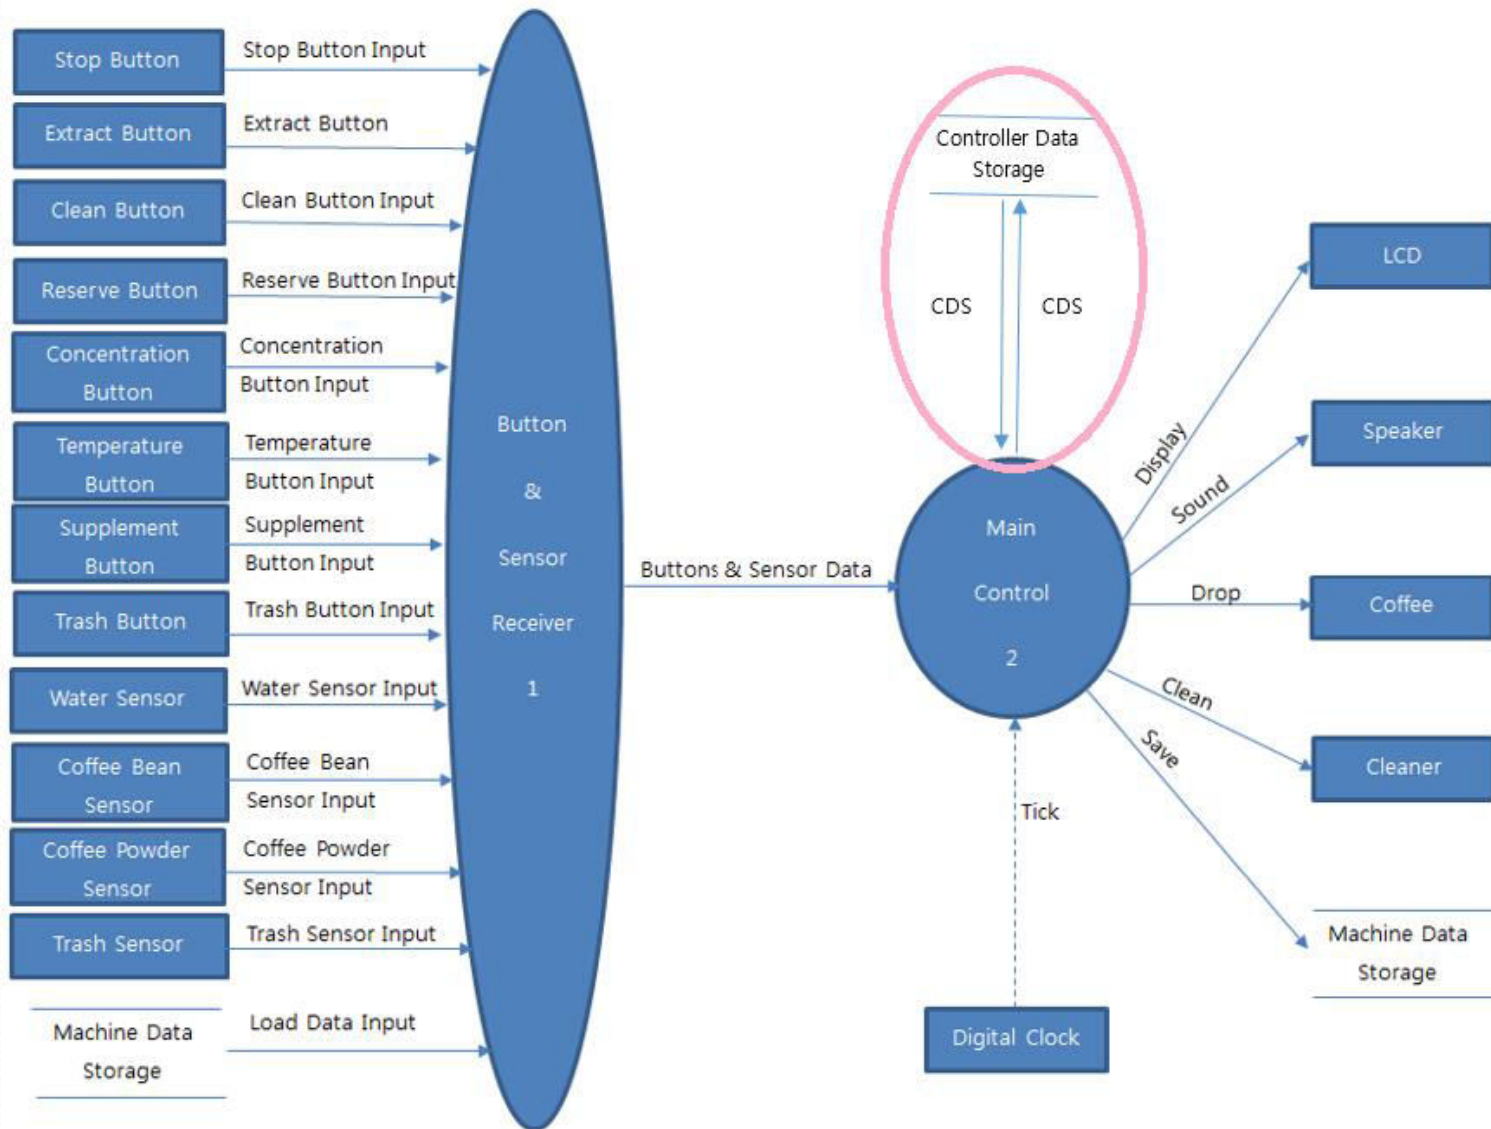 Stop Button
Stop Button Input
Extract Button
Extract Button
Clean Button
Clean Button Input
Reserve Button
Reserve Button Input
Concentration
Button
Concentration
Button Input
Temperature
Button
Temperature
Button Input
Supplement
Button
Supplement
Button Input
Trash Button
Trash Button Input
Water Sensor
Water Sensor Input
Coffee Bean
Sensor
Coffee Bean
Sensor Input
Coffee Powder
Sensor
Coffee Powder
Sensor Input
Trash Sensor
Trash Sensor Input
Machine Data
Storage
Load Data Input
Button
&
Sensor
Receiver
1
Buttons & Sensor Data
Controller Data
Storage
CDS
CDS
Main
Control
2
Tick
Digital Clock
Display
Sound
Drop
Clean
Save
LCD
Speaker
Coffee
Cleaner
Machine Data
Storage